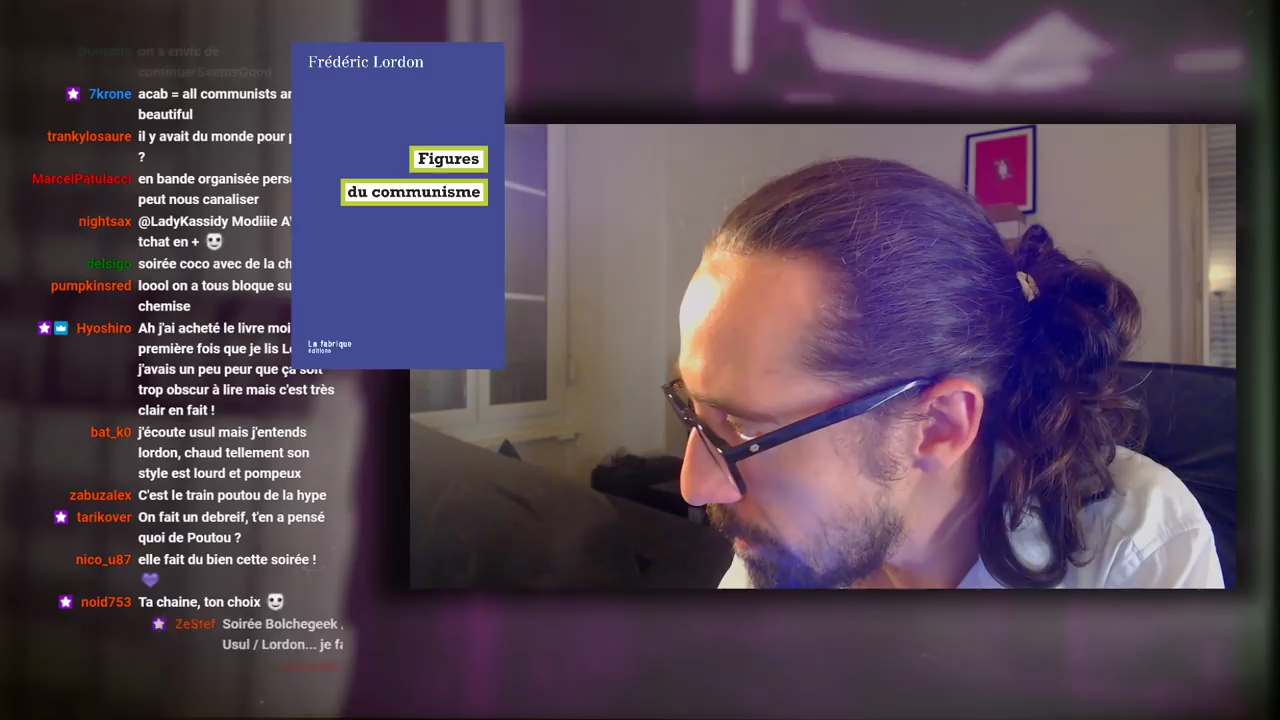 on a envie de
continuerSeemsGood
7krone acab = all communists ar
beautiful
trankylosaure il y avait du monde pour p
?
MarcelPatulacci en bande organisée pers
peut nous canaliser
nightsax @LadyKassidy Modiiie A
tchat en +
delsigo soirée coco avec de la ch
pumpkinsred loool on a tous bloque su
chemise
Hyoshiro Ah j'ai acheté le livre moi
première fois que je lis L
j'avais un peu peur que ça soit
trop obscur à lire mais c'est très
clair en fait !
bat_k0 j'écoute usul mais j'entends
lordon, chaud tellement son
style est lourd et pompeux
zabuzalex C'est le train poutou de la hype
tarikover On fait un debreif, t'en a pensé
quoi de Poutou ?
nico_u87 elle fait du bien cette soirée !
noid753 Ta chaine, ton choix
ZeStef Soirée Bolchegeek
Usul / Lordon... je fa
Frédéric Lordon
Figures
du communisme
La fabrique
éditions